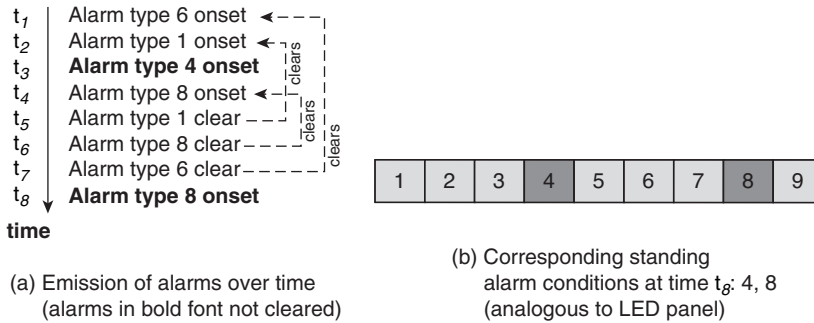 t1 Alarm type 6 onset
t2 Alarm type 1 onset
t3 Alarm type 4 onset
t4 Alarm type 8 onset
t5 Alarm type 1 clear
t6 Alarm type 8 clear
t7 Alarm type 6 clear
t8 Alarm type 8 onset
time
clears
clears
clears
1 2 3 4 5 6 7 8 9
(a) Emission of alarms over time
(alarms in bold font not cleared)
(b) Corresponding standing
alarm conditions at time t8: 4, 8
(analogous to LED panel)